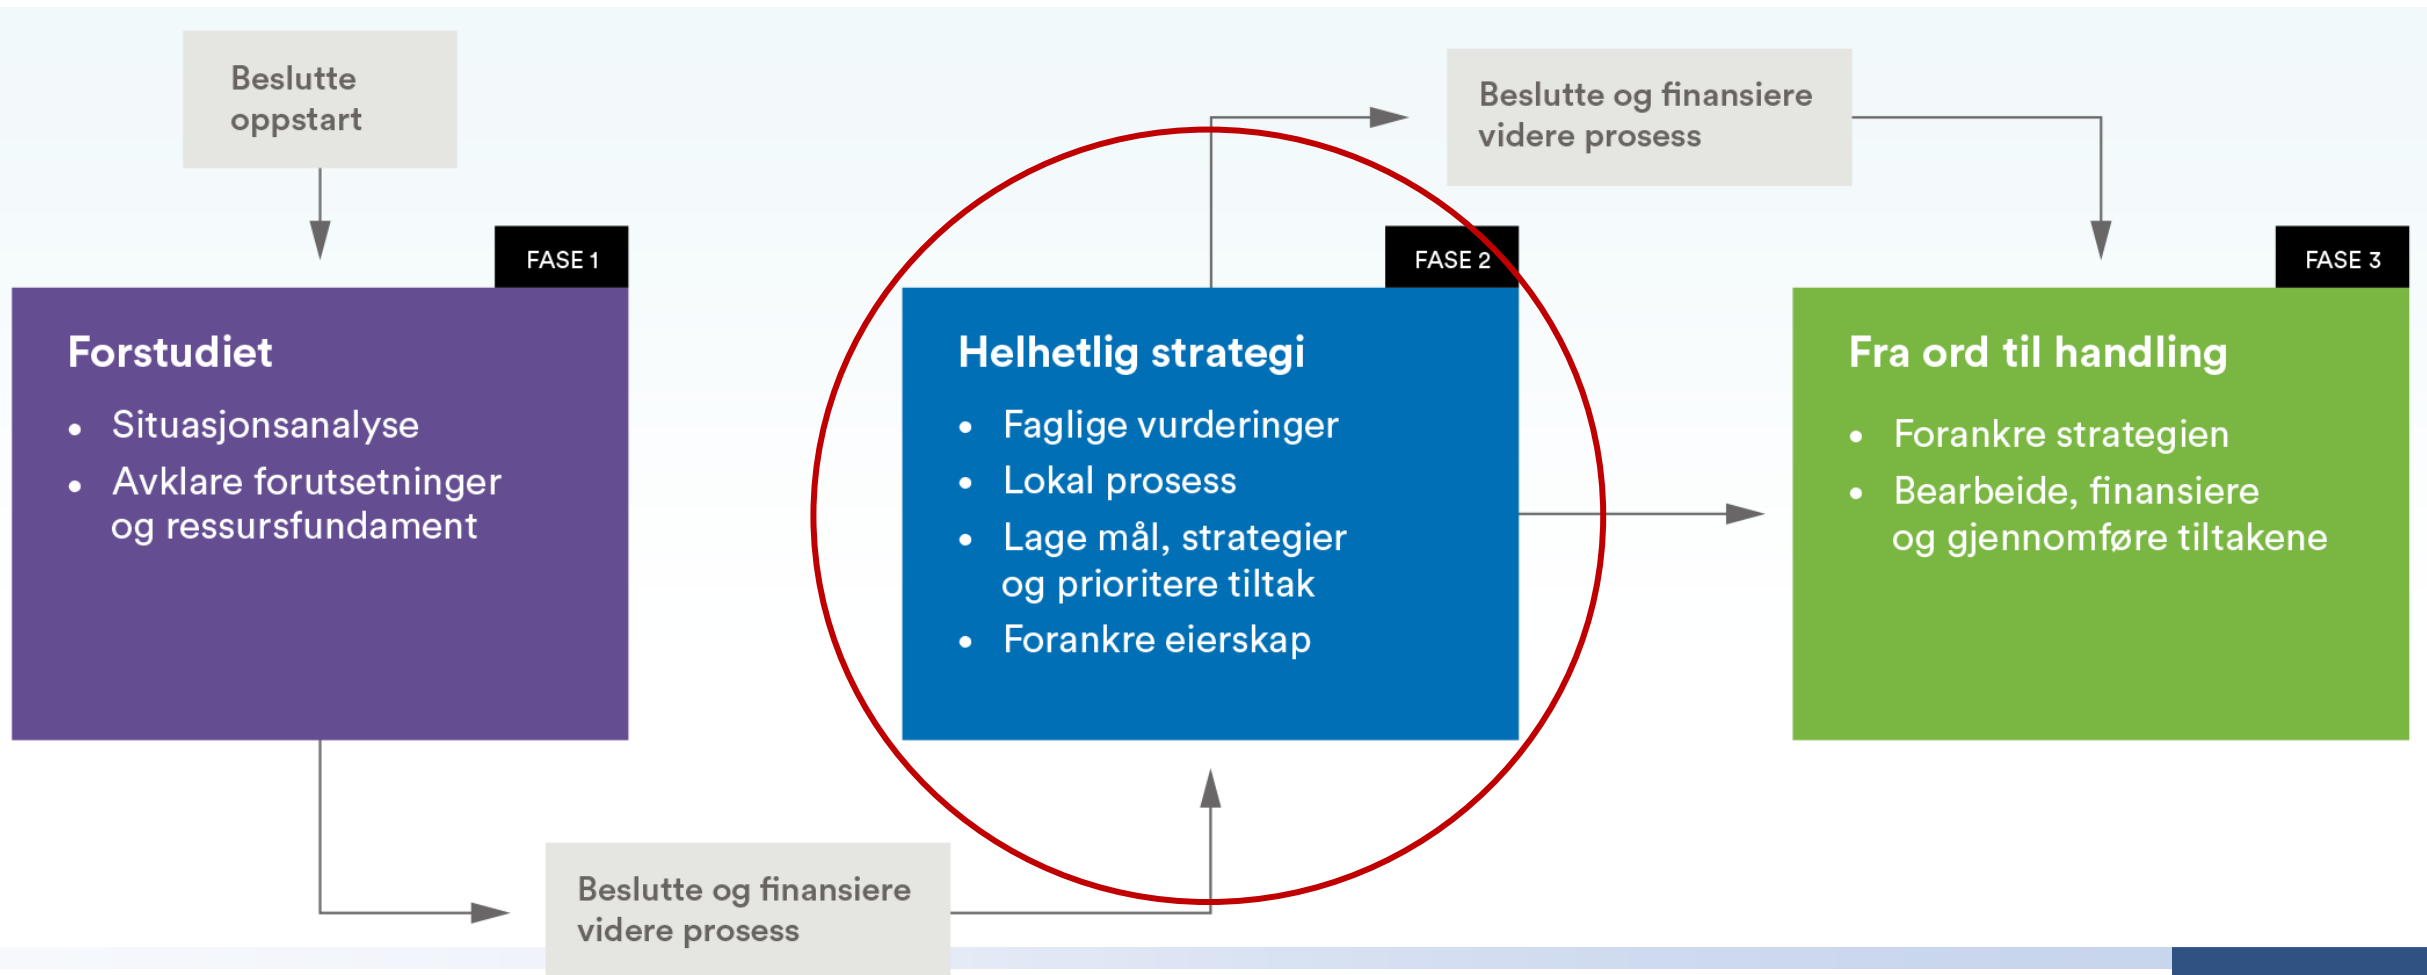 Beslutte
oppstart
FASE 1
Forstudiet
• Situasjonsanalyse
• Avklare forutsetninger
og ressursfundament
Beslutte og finansiere
videre prosess
FASE 2
Helhetlig strategi
• Faglige vurderinger
• Lokal prosess
• Lage mål, strategier
og prioritere tiltak
• Forankre eierskap
Beslutte og finansiere
videre prosess
FASE 3
Fra ord til handling
• Forankre strategien
• Bearbeide, finansiere
og gjennomføre tiltakene